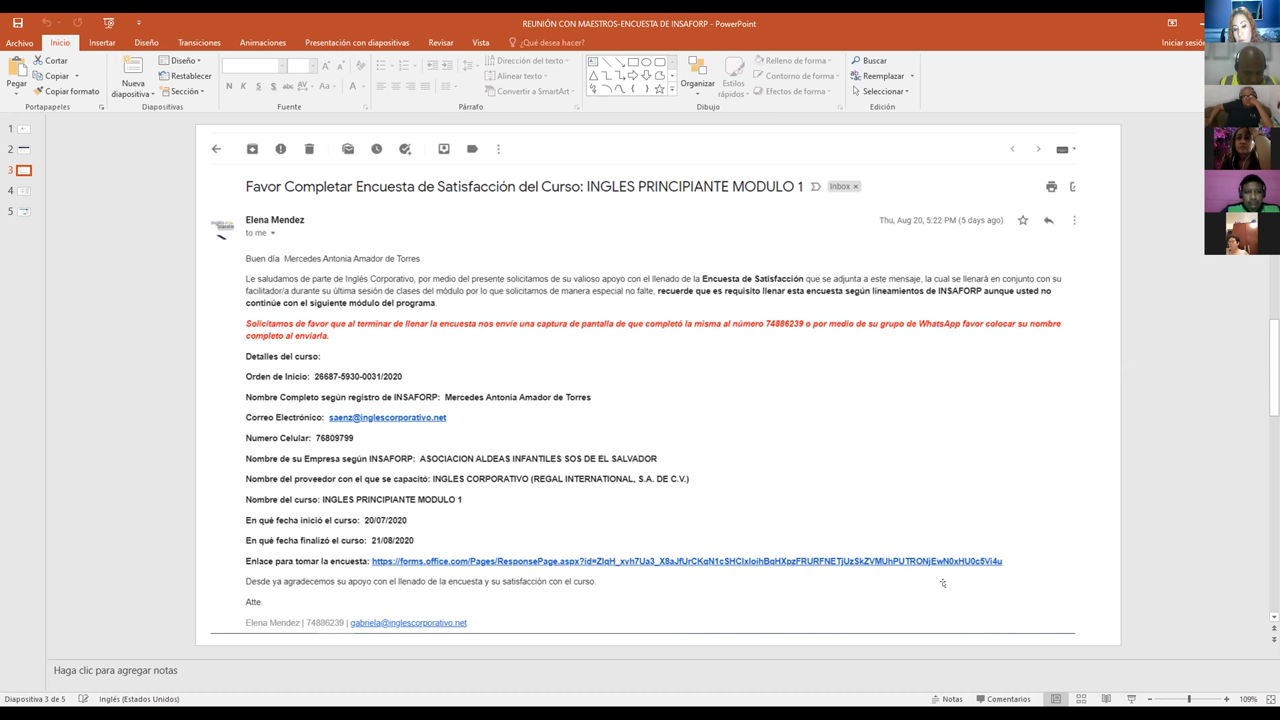 REUNIÓN CON MAESTROS-ENCUESTA DE INSAFORP - PowerPoint
Archivo Inicio Insertar Diseño Transiciones Animaciones Presentación con diapositivas Revisar Vista ¿Qué desea hacer? Iniciar sesión
Pegar
Cortar
Copiar
Copiar formato
Portapapeles
Nueva diapositiva
Diseño
Restablecer
Sección
Diapositivas
N K S S abc Aa A
Fuente
Dirección del texto
Alinear texto
Convertir a SmartArt
Párrafo
Organizar
Estilos rápidos
Relleno de forma
Contorno de forma
Efectos de forma
Dibujo
Buscar
Reemplazar
Seleccionar
Edición
1
2
3
4
5
Favor Completar Encuesta de Satisfacción del Curso: INGLES PRINCIPIANTE MODULO 1 Inbox x
Elena Mendez Thu, Aug 20, 5:22 PM (5 days ago)
to me
Buen día Mercedes Antonia Amador de Torres
Le saludamos de parte de Inglés Corporativo, por medio del presente solicitamos de su valioso apoyo con el llenado de la Encuesta de Satisfacción que se adjunta a este mensaje, la cual se llenará en conjunto con su
facilitador/a durante su última sesión de clases del módulo por lo que solicitamos de manera especial no falte, recuerde que es requisito llenar esta encuesta según lineamientos de INSAFORP aunque usted no
continúe con el siguiente módulo del programa.
Solicitamos de favor que al terminar de llenar la encuesta nos envíe una captura de pantalla de que completó la misma al número 74886239 o por medio de su grupo de WhatsApp favor colocar su nombre
completo al enviarla.
Detalles del curso:
Orden de Inicio: 26687-5930-0031/2020
Nombre Completo según registro de INSAFORP: Mercedes Antonia Amador de Torres
Correo Electrónico: saenz@inglescorporativo.net
Numero Celular: 76809799
Nombre de su Empresa según INSAFORP: ASOCIACION ALDEAS INFANTILES SOS DE EL SALVADOR
Nombre del proveedor con el que se capacitó: INGLES CORPORATIVO (REGAL INTERNATIONAL, S.A. DE C.V.)
Nombre del curso: INGLES PRINCIPIANTE MODULO 1
En qué fecha inició el curso: 20/07/2020
En qué fecha finalizó el curso: 21/08/2020
Enlace para tomar la encuesta: https://forms.office.com/Pages/ResponsePage.aspx?id=ZIqH_xvh7Ua3_X8aJfUrCKqN1cSHCIxIoihBqHXpzFRURFNETjUzSkZVMUhPUTRONjEwN0xHU0c5Vi4u
Desde ya agradecemos su apoyo con el llenado de la encuesta y su satisfacción con el curso.
Atte.
Elena Mendez | 74886239 | gabriela@inglescorporativo.net
Haga clic para agregar notas
Diapositiva 3 de 5 Inglés (Estados Unidos) Notas Comentarios 109%